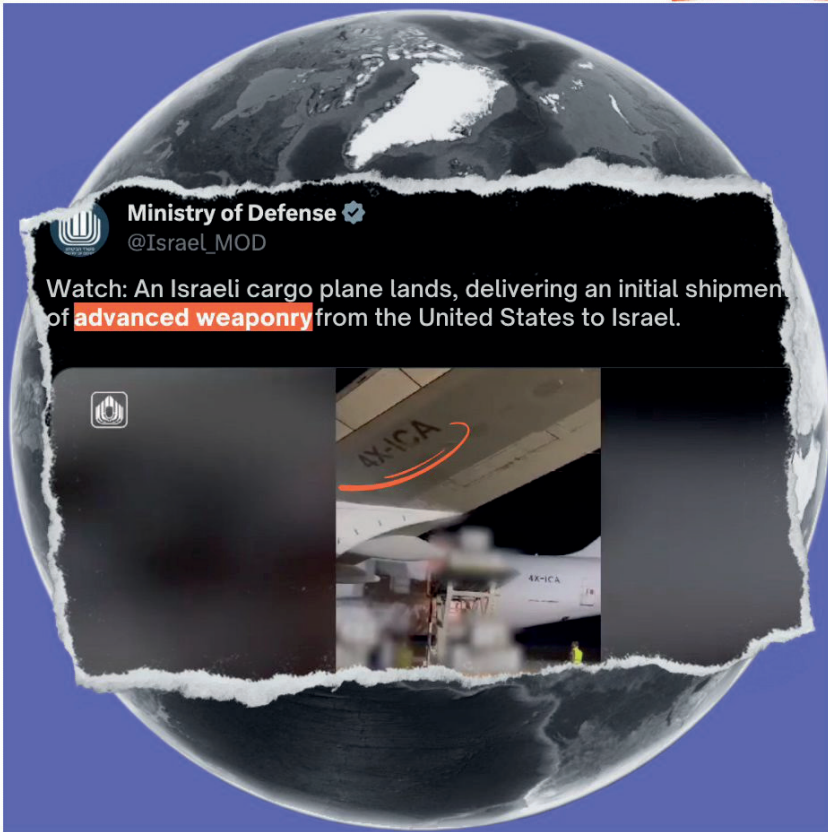 Ministry of Defense
@Israel_MOD
Watch: An Israeli cargo plane lands, delivering an initial shipmen
of advanced weaponry from the United States to Israel.
4X-ICA
4X-ICA